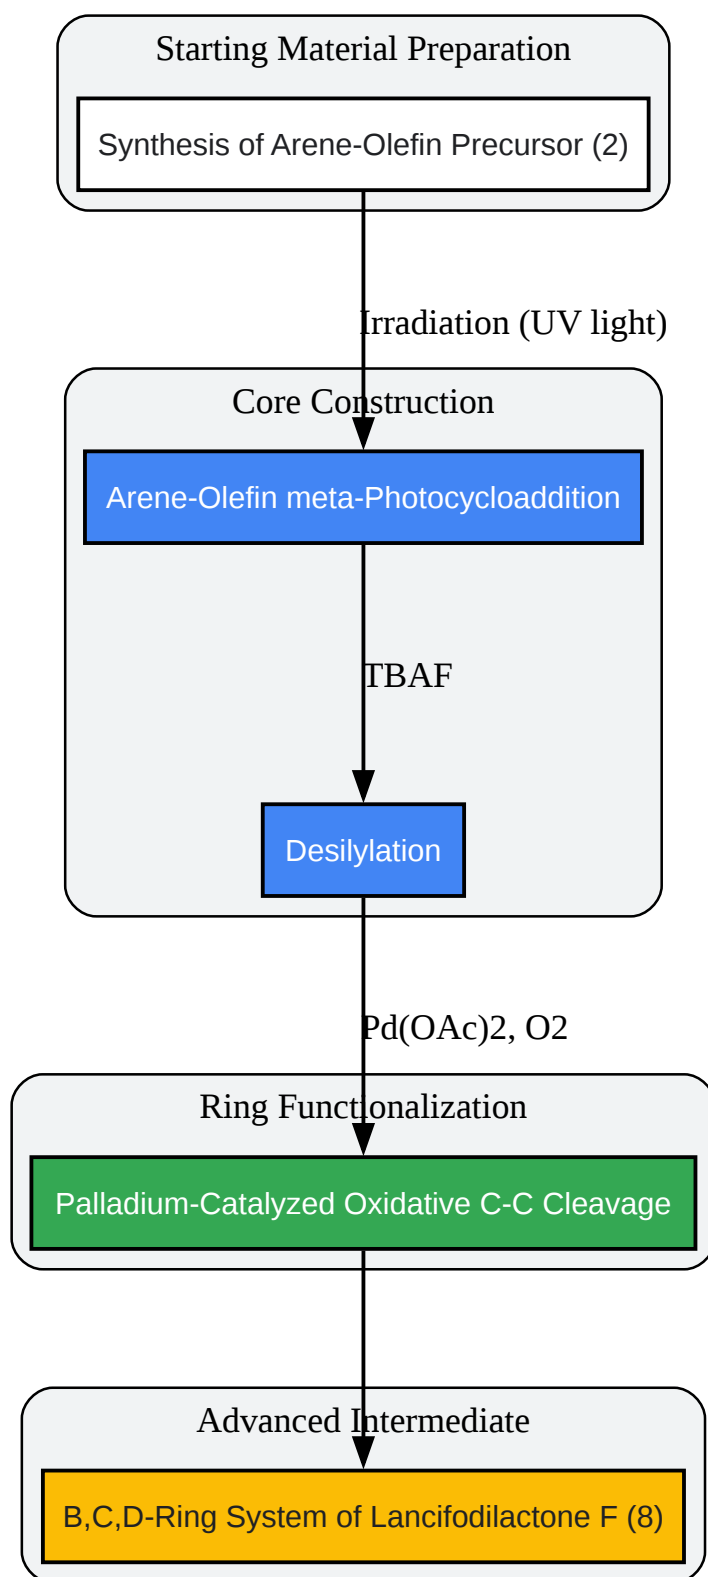 Starting Material Preparation
Synthesis of Arene-Olefin Precursor (2)
Irradiation (UV light)
Core Construction
Arene-Olefin meta-Photocycloaddition
TBAF
Desilylation
Pd(OAc)2, O2
Ring Functionalization
Palladium-Catalyzed Oxidative C-C Cleavage
Advanced Intermediate
B,C,D-Ring System of Lancifodilactone F (8)